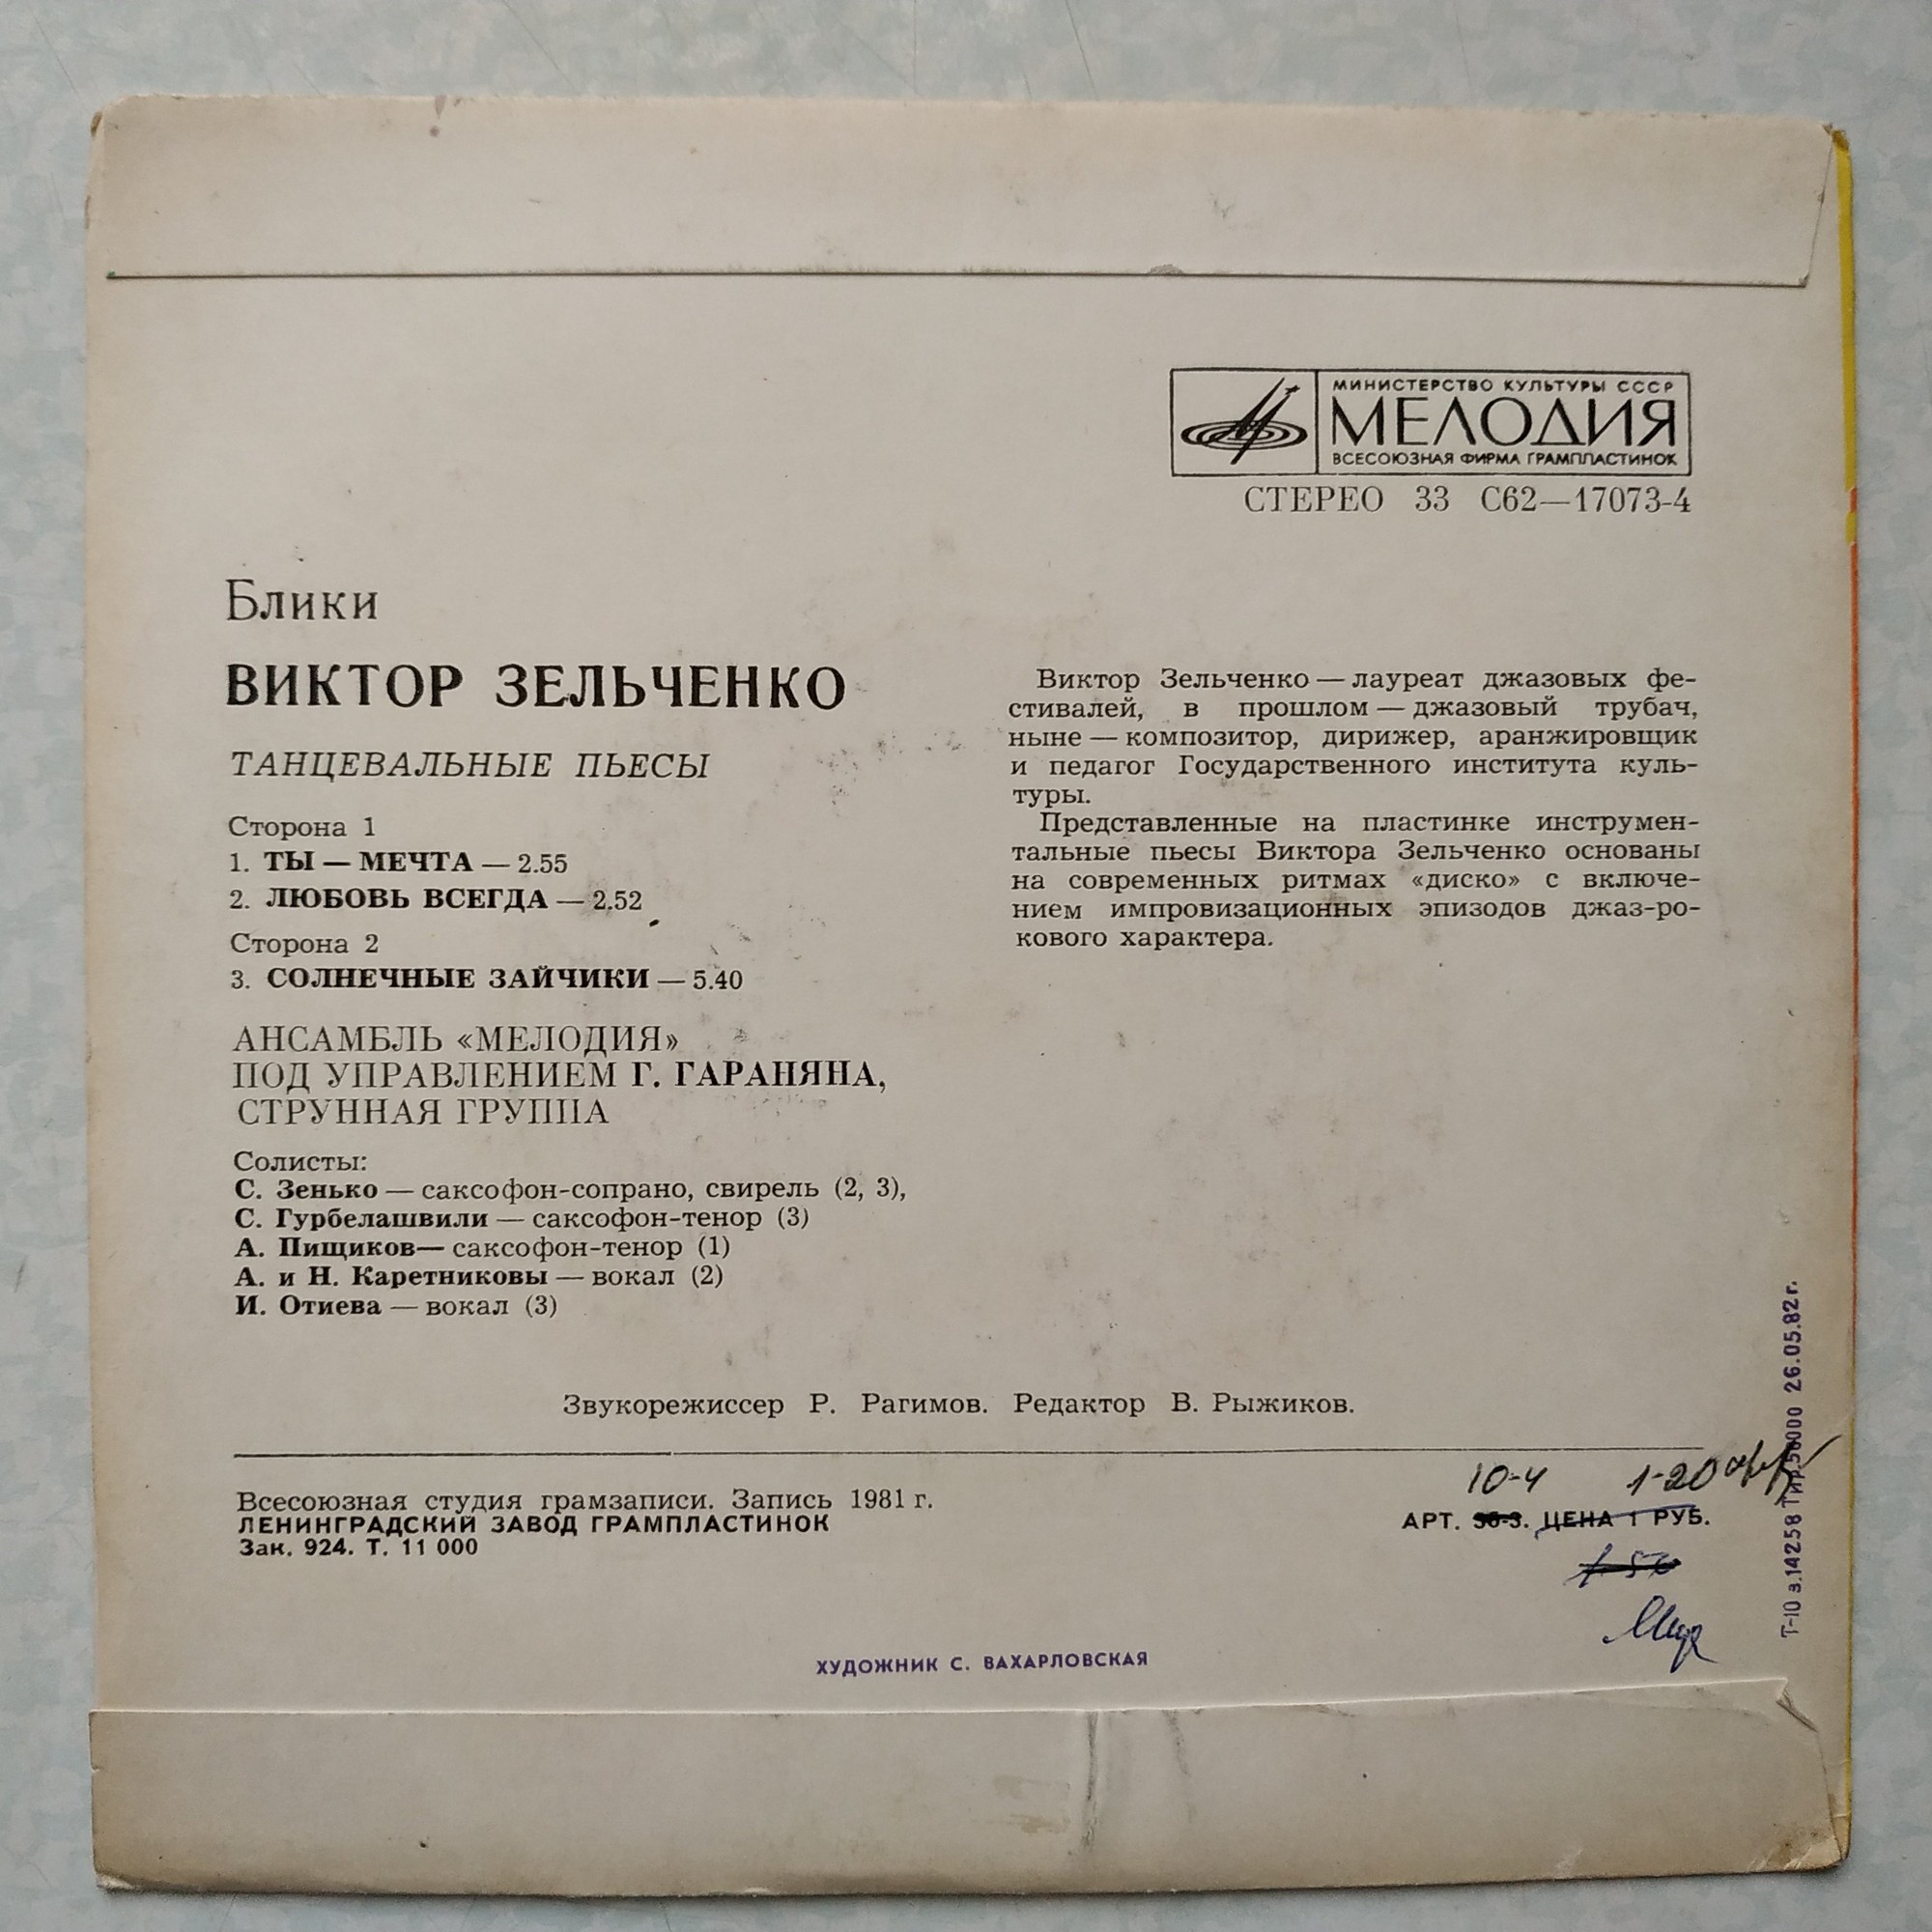 МИНИСТЕРСТВО КУЛЬТУРЫ СССР
МЕЛОДИЯ
ВСЕСОЮЗНАЯ ФИРМА ГРАМПЛАСТИНОК
СТЕРЕО 33 С62—17073-4
Блики
ВИКТОР ЗЕЛЬЧЕНКО
ТАНЦЕВАЛЬНЫЕ ПЬЕСЫ
Сторона 1
1. ТЫ — МЕЧТА — 2.55
2. ЛЮБОВЬ ВСЕГДА — 2.52
Сторона 2
3. СОЛНЕЧНЫЕ ЗАЙЧИКИ — 5.40
АНСАМБЛЬ «МЕЛОДИЯ»
ПОД УПРАВЛЕНИЕМ Г. ГАРАНЯНА,
СТРУННАЯ ГРУППА
Солисты:
С. Зенько — саксофон-сопрано, свирель (2, 3),
С. Гурбелашвили — саксофон-тенор (3)
А. Пищиков— саксофон-тенор (1)
А. и Н. Каретниковы — вокал (2)
И. Отиева — вокал (3)
Виктор Зельченко — лауреат джазовых фе-
стивалей, в прошлом — джазовый трубач,
ныне — композитор, дирижер, аранжировщик
и педагог Государственного института куль-
туры.
Представленные на пластинке инструмен-
тальные пьесы Виктора Зельченко основаны
на современных ритмах «диско» с включе-
нием импровизационных эпизодов джаз-ро-
кового характера.
Звукорежиссер Р. Рагимов. Редактор В. Рыжиков.
Всесоюзная студия грамзаписи. Запись 1981 г.
ЛЕНИНГРАДСКИЙ ЗАВОД ГРАМПЛАСТИНОК
Зак. 924. Т. 11 000
10-4 1-20
АРТ. 36-3. ЦЕНА 1 РУБ.
1-50
ХУДОЖНИК С. ВАХАРЛОВСКАЯ
Т-10 з.14258 Тир.50000 26.05.82г.